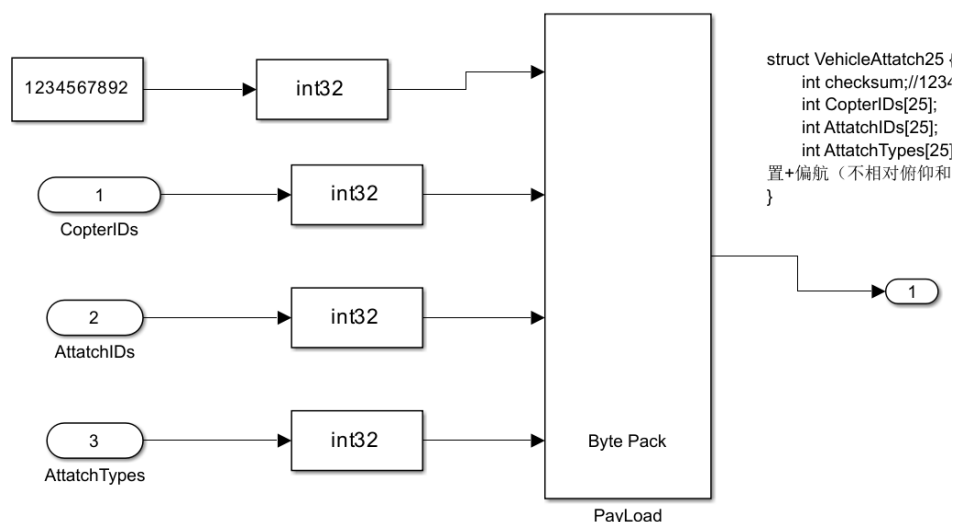 1234567892
int32
1
CopterIDs
int32
2
AttatchIDs
int32
3
AttatchTypes
int32
Byte Pack
PayLoad
struct VehicleAttatch25 {
int checksum;//1234
int CopterIDs[25];
int AttatchIDs[25];
int AttatchTypes[25]
置+偏航（不相对俯仰和
}
1